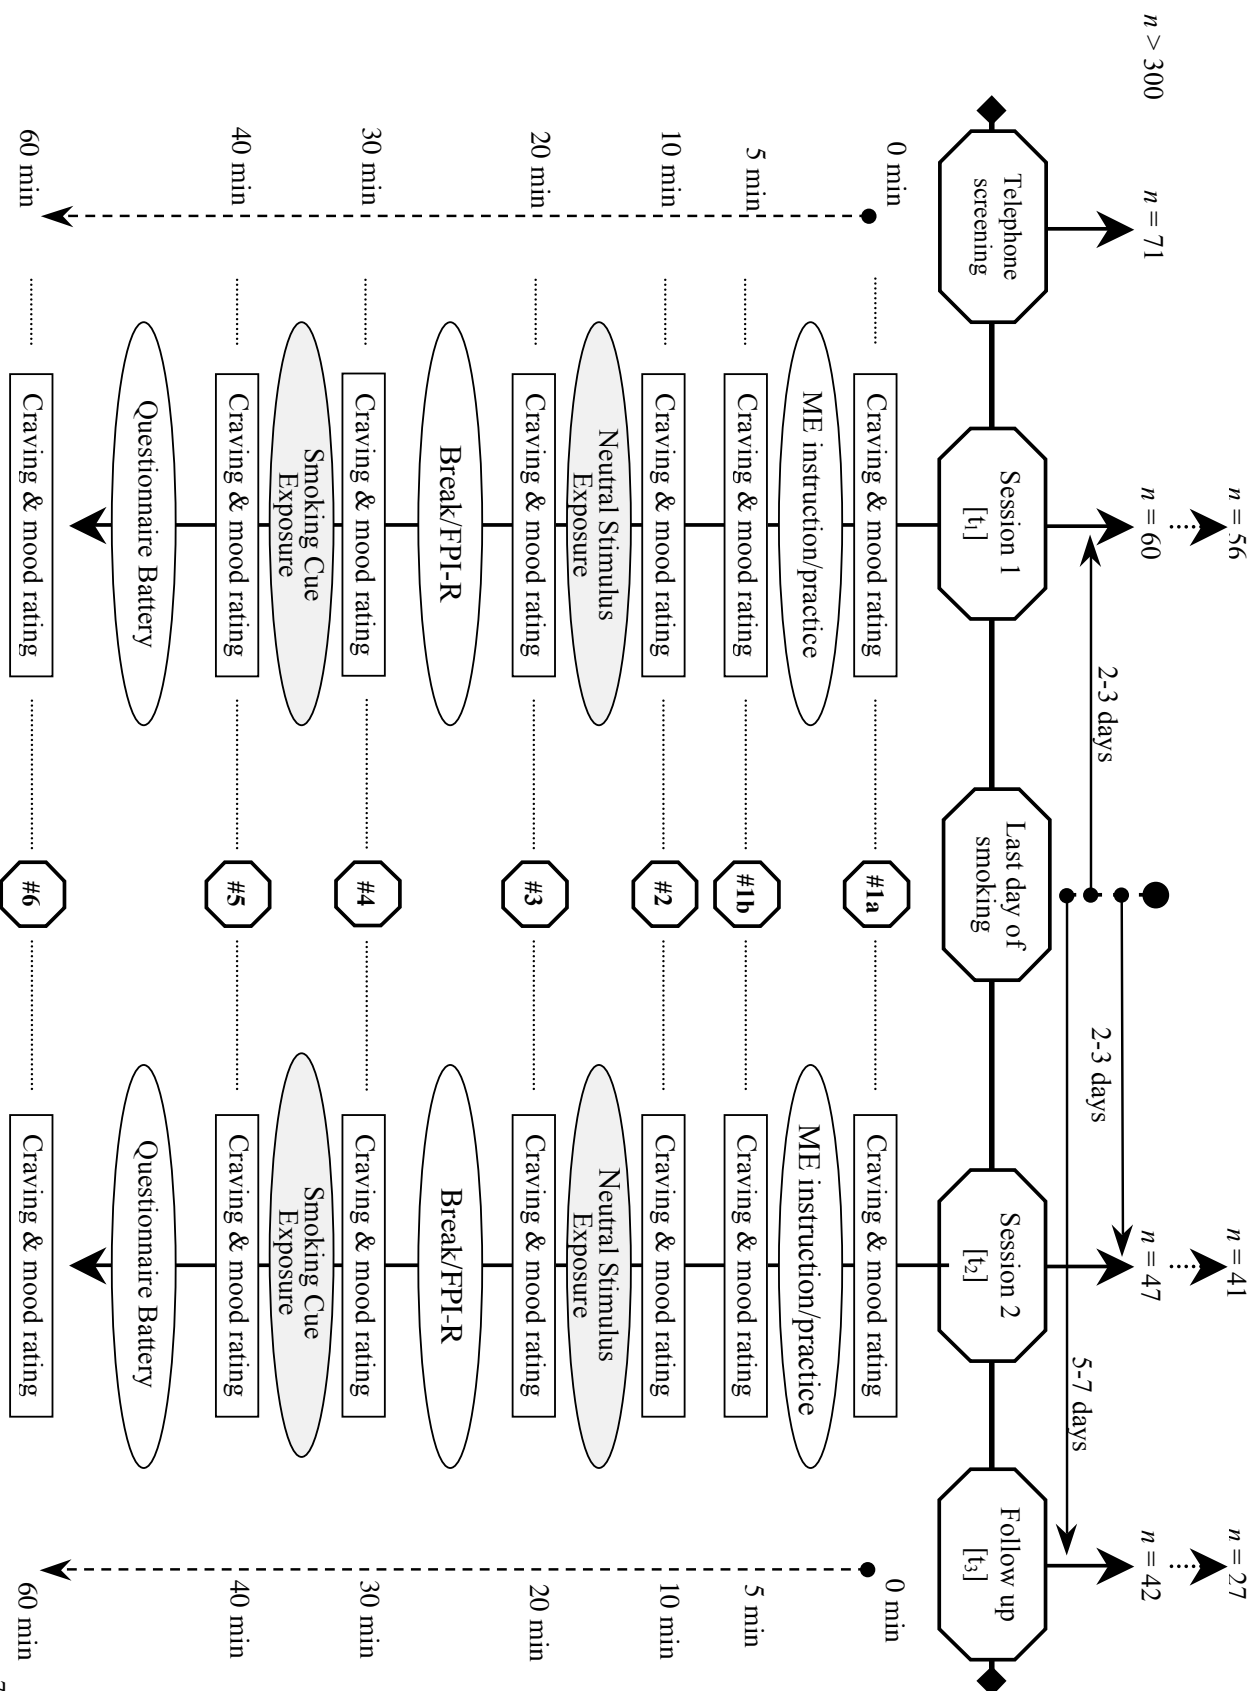 n = 56
n = 41
n = 27
n > 300
n = 71
n = 60
n = 47
n = 42
2-3 days
2-3 days
5-7 days
Telephone
screening
Session 1
[t1]
Last day of
smoking
Session 2
[t2]
Follow up
[t3]
0 min
Craving & mood rating
#1a
Craving & mood rating
0 min
ME instruction/practice
ME instruction/practice
5 min
Craving & mood rating
#1b
Craving & mood rating
5 min
10 min
Craving & mood rating
#2
Craving & mood rating
10 min
Neutral Stimulus
Exposure
Neutral Stimulus
Exposure
20 min
Craving & mood rating
#3
Craving & mood rating
20 min
Break/FPI-R
Break/FPI-R
30 min
Craving & mood rating
#4
Craving & mood rating
30 min
Smoking Cue
Exposure
Smoking Cue
Exposure
40 min
Craving & mood rating
#5
Craving & mood rating
40 min
Questionnaire Battery
Questionnaire Battery
60 min
Craving & mood rating
#6
Craving & mood rating
60 min